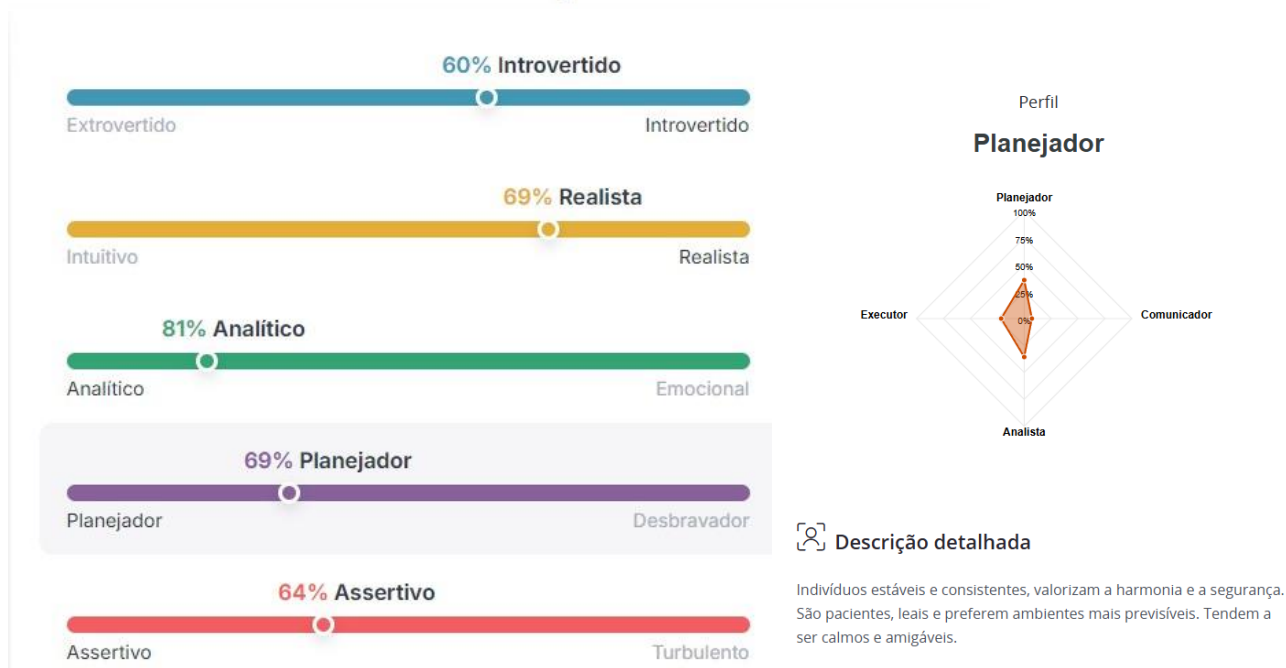 60% Introvertido
Extrovertido
Introvertido
69% Realista
Intuitivo
Realista
81% Analítico
Analítico
Emocional
69% Planejador
Planejador
Desbravador
64% Assertivo
Assertivo
Turbulento
Perfil
Planejador
Planejador
100%
75%
50%
25%
0%
Executor
Comunicador
Analista
Descrição detalhada
Indivíduos estáveis e consistentes, valorizam a harmonia e a segurança.
São pacientes, leais e preferem ambientes mais previsíveis. Tendem a
ser calmos e amigáveis.